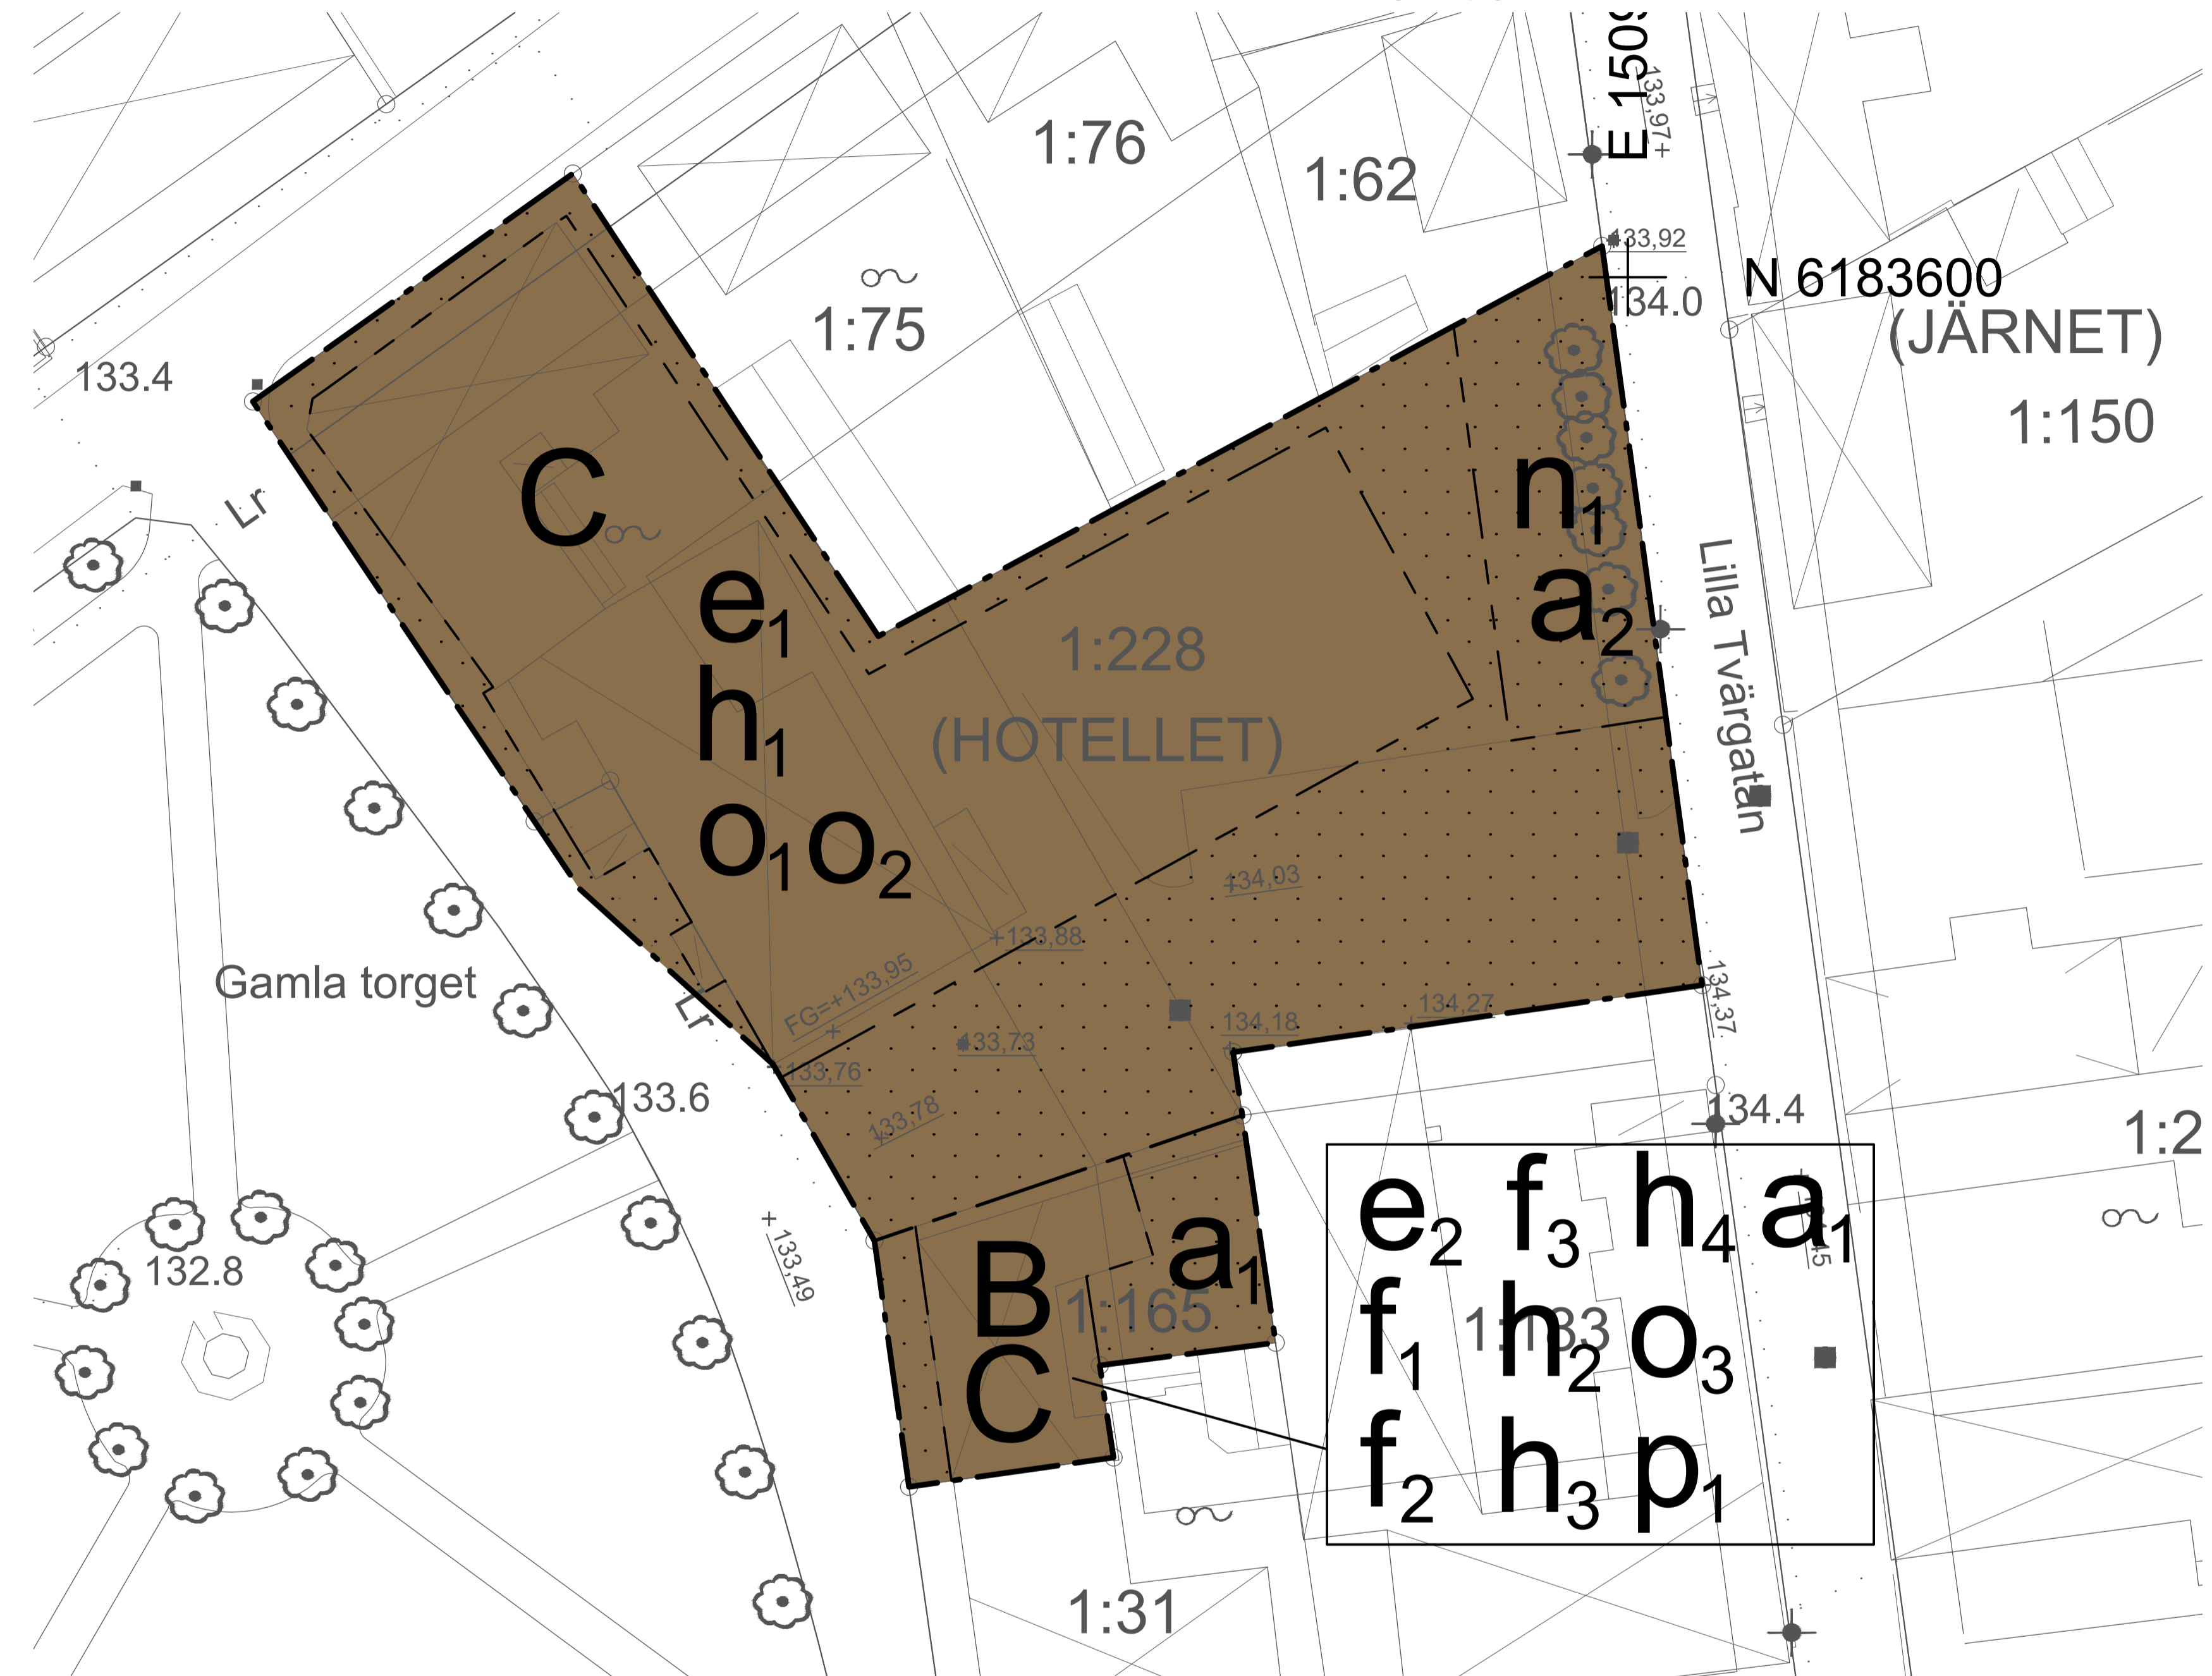 E 1509
133,97
1:76
1:62
133,92
N 6183600
1:75
134.0
(JÄRNET)
133.4
1:150
C
n1
Lr
e1
a2
Lilla Tvärgatan
1:228
h1
(HOTELLET)
o1 o2
134,03
+133,88
FG=+133,95
Gamla torget
Lr
134,27
134,37
134,18
133,73
133,76
133.6
133,78
134.4
1:2
+133,49
132.8
B
a1
1:165
C
e2 f3 h4 a1
f1 h2 o3
1:133
f2 h3 p1
1:31